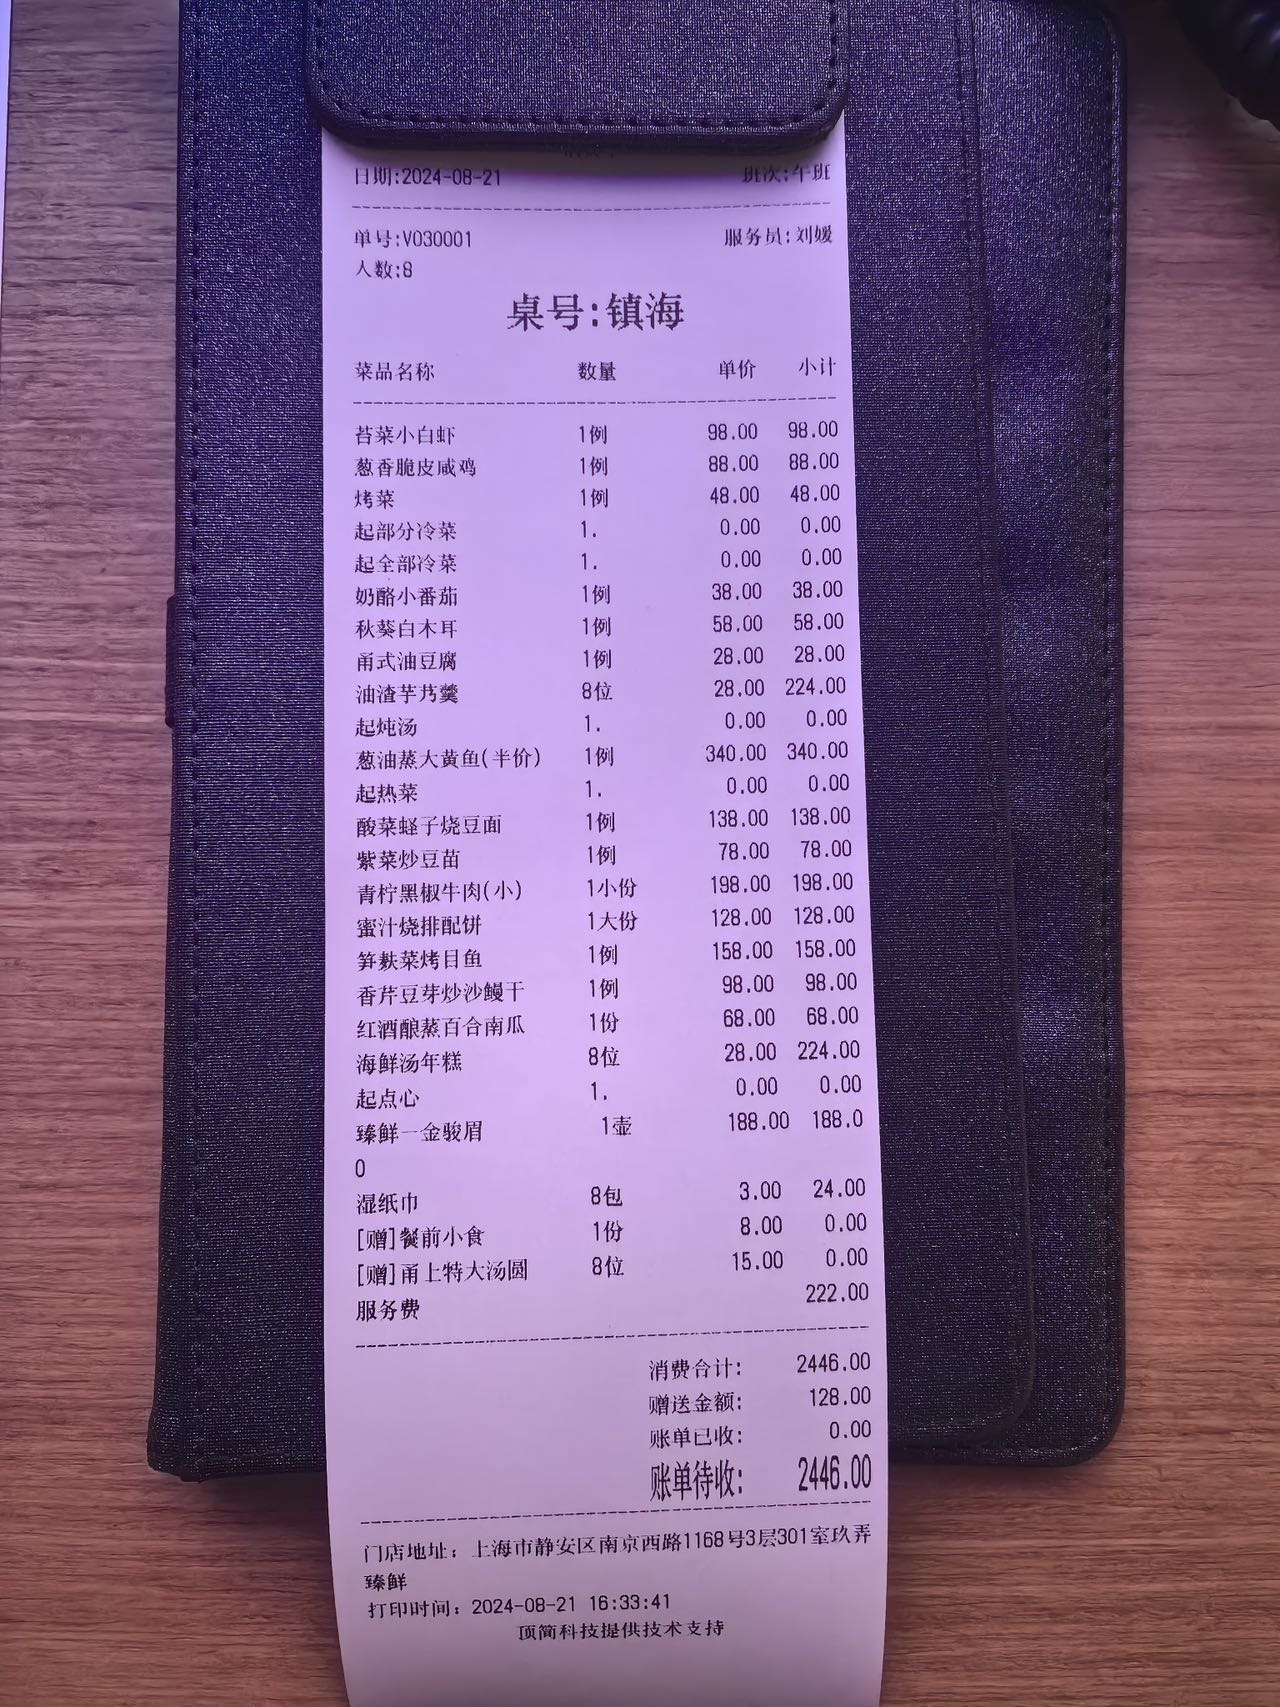 日期:2024-08-21 班次:午班
单号:V030001 服务员:刘嫒
人数:8
桌号:镇海
菜品名称 数量 单价 小计
苔菜小白虾 1例 98.00 98.00
葱香脆皮咸鸡 1例 88.00 88.00
烤菜 1例 48.00 48.00
起部分冷菜 1. 0.00 0.00
起全部冷菜 1. 0.00 0.00
奶酪小番茄 1例 38.00 38.00
秋葵白木耳 1例 58.00 58.00
甬式油豆腐 1例 28.00 28.00
油渣芋艿羹 8位 28.00 224.00
起炖汤 1. 0.00 0.00
葱油蒸大黄鱼(半价) 1例 340.00 340.00
起热菜 1. 0.00 0.00
酸菜蛏子烧豆面 1例 138.00 138.00
紫菜炒豆苗 1例 78.00 78.00
青柠黑椒牛肉(小) 1小份 198.00 198.00
蜜汁烧排配饼 1大份 128.00 128.00
笋麸菜烤目鱼 1例 158.00 158.00
香芹豆芽炒沙鳗干 1例 98.00 98.00
红酒酿蒸百合南瓜 1份 68.00 68.00
海鲜汤年糕 8位 28.00 224.00
起点心 1. 0.00 0.00
臻鲜一金骏眉 1壶 188.00 188.0
0
湿纸巾 8包 3.00 24.00
[赠]餐前小食 1份 8.00 0.00
[赠]甬上特大汤圆 8位 15.00 0.00
服务费 222.00
消费合计: 2446.00
赠送金额: 128.00
账单已收: 0.00
账单待收: 2446.00
门店地址：上海市静安区南京西路1168号3层301室玖弄
臻鲜
打印时间：2024-08-21 16:33:41
顶简科技提供技术支持